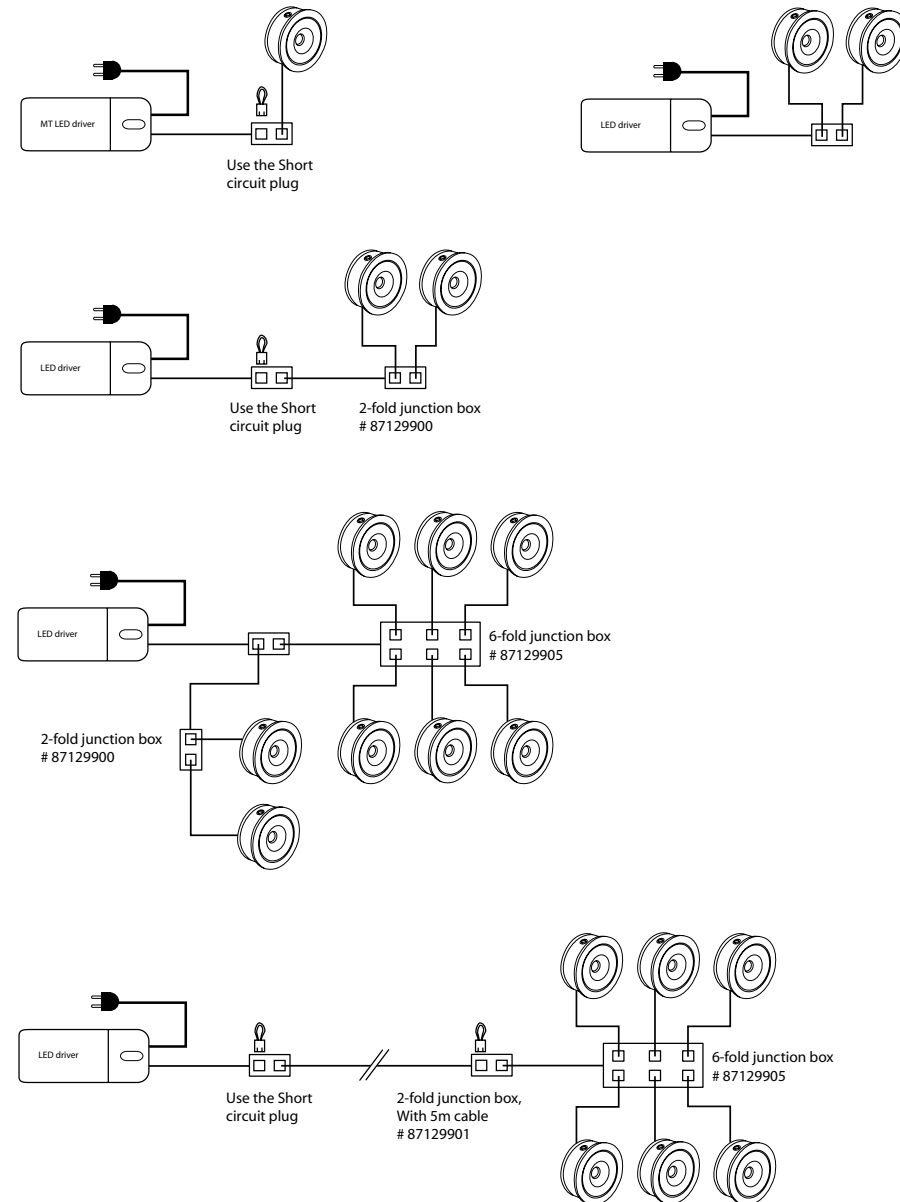 MT LED driver
Use the Short
circuit plug
LED driver
LED driver
Use the Short
circuit plug
2-fold junction box
# 87129900
LED driver
6-fold junction box
# 87129905
2-fold junction box
# 87129900
LED driver
Use the Short
circuit plug
2-fold junction box,
With 5m cable
# 87129901
6-fold junction box
# 87129905